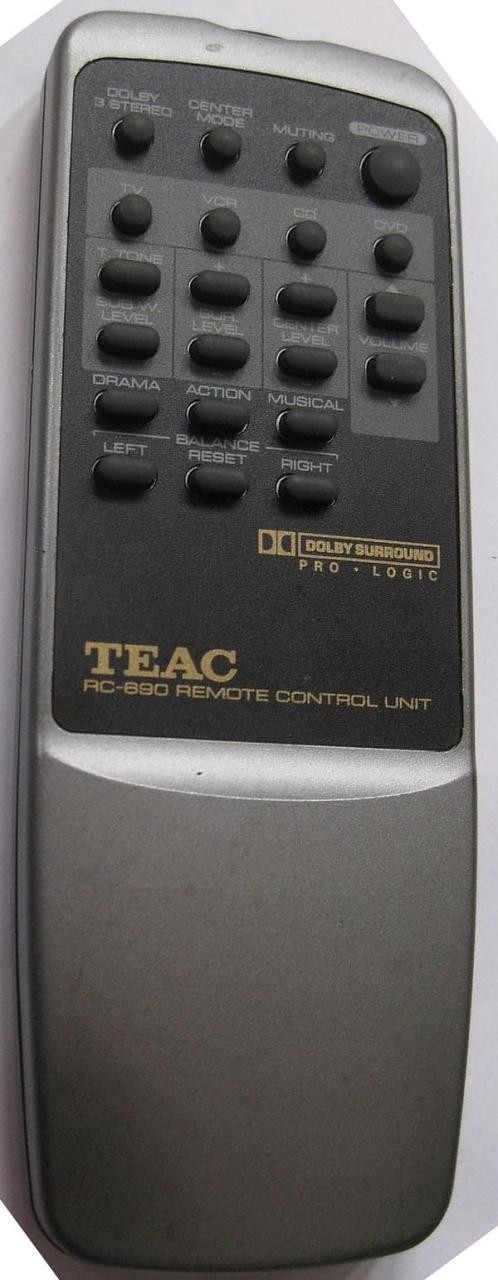 DOLBY
3 STEREO
CENTER
MODE
MUTING
POWER
TV
VCR
CD
DVD
T. TONE
+
+
SUB W
LEVEL
SUR.
LEVEL
CENTER
LEVEL
VOLUME
DRAMA
ACTION
MUSICAL
BALANCE
LEFT
RESET
RIGHT
DOLBY SURROUND
PRO · LOGIC
TEAC
RC-690 REMOTE CONTROL UNIT